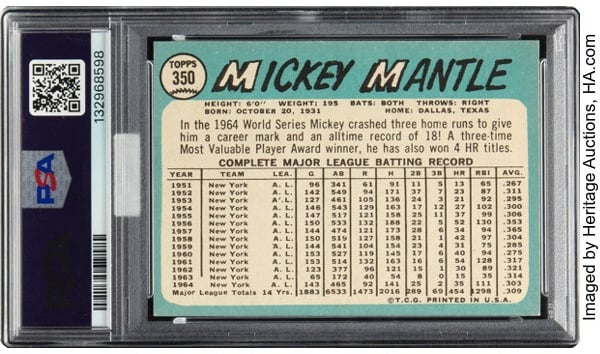 TOPPS
350
MICKEY MANTLE
HEIGHT: 6'0" WEIGHT: 195 BATS: BOTH THROWS: RIGHT
BORN: OCTOBER 20, 1931 HOME: DALLAS, TEXAS
In the 1964 World Series Mickey crashed three home runs to give
him a career mark and an alltime record of 18! A three-time
Most Valuable Player Award winner, he has also won 4 HR titles.
COMPLETE MAJOR LEAGUE BATTING RECORD
YEAR TEAM LEA. G AB R H 2B 3B HR RBI AVG.
1951 New York A. L. 96 341 61 91 11 5 13 65 .267
1952 New York A. L. 142 549 94 171 37 7 23 87 .311
1953 New York A. L. 127 461 105 136 24 3 21 92 .295
1954 New York A. L. 146 543 129 163 17 12 27 102 .300
1955 New York A. L. 147 517 121 158 25 11 37 99 .306
1956 New York A. L. 150 533 132 188 22 5 52 130 .353
1957 New York A. L. 144 474 121 173 28 6 34 94 .365
1958 New York A. L. 150 519 127 158 21 1 42 97 .304
1959 New York A. L. 144 541 104 154 23 4 31 75 .285
1960 New York A. L. 153 527 119 145 17 6 40 94 .275
1961 New York A. L. 153 514 132 163 16 6 54 128 .317
1962 New York A. L. 123 377 96 121 15 1 30 89 .321
1963 New York A. L. 65 172 40 54 8 0 15 35 .314
1964 New York A. L. 143 465 92 141 25 2 35 111 .303
Major League Totals 14 Yrs. 1883 6533 1473 2016 289 69 454 1298 .309
©T.C.G. PRINTED IN U.S.A.
132968598
PSA
Imaged by Heritage Auctions, HA.com